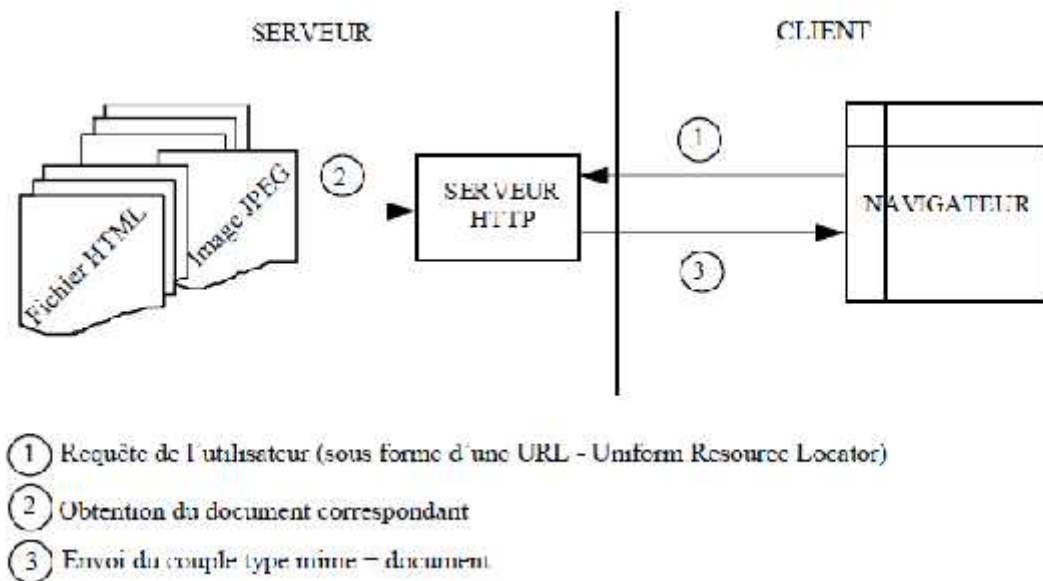 SERVEUR
CLIENT
1
2
Image JPEG
Fichier HTML
SERVEUR
HTTP
NAVIGATEUR
3
1 Requête de l'utilisateur (sous forme d'une URL - Uniform Resource Locator)
2 Obtention du document correspondant
3 Envoi du couple type mime – document